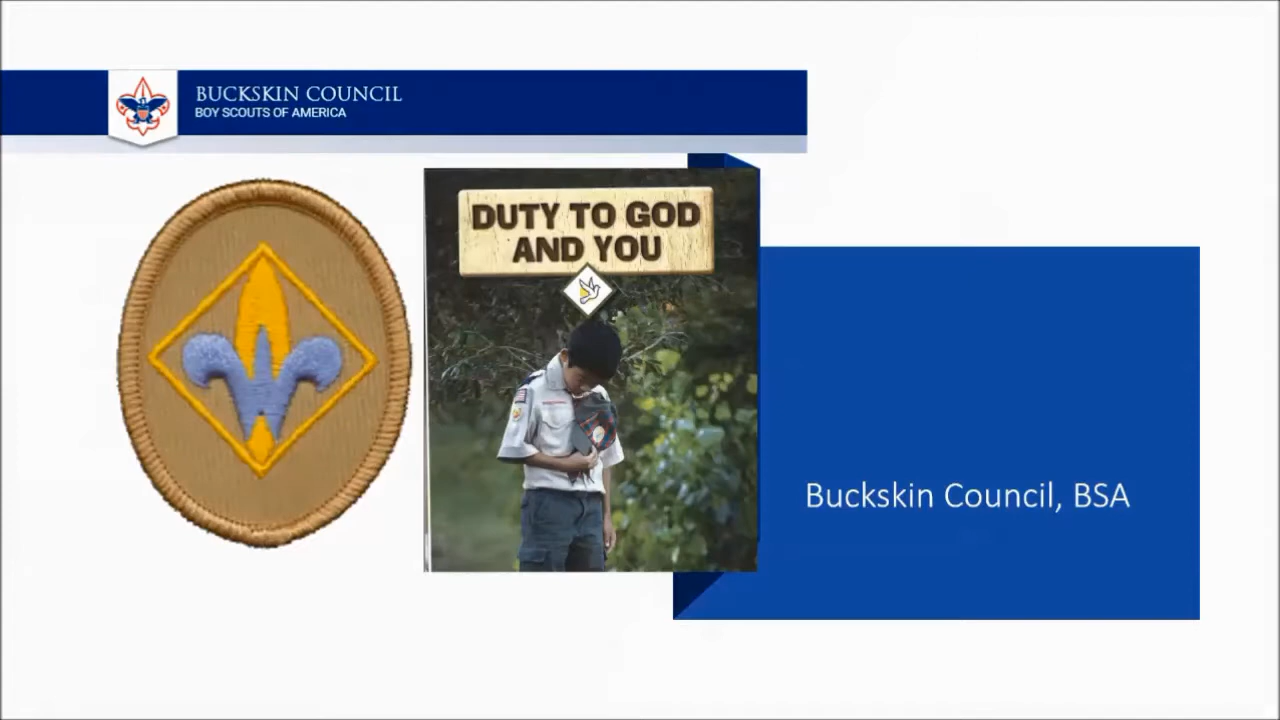 BUCKSKIN COUNCIL
BOY SCOUTS OF AMERICA
DUTY TO GOD
AND YOU
Buckskin Council, BSA